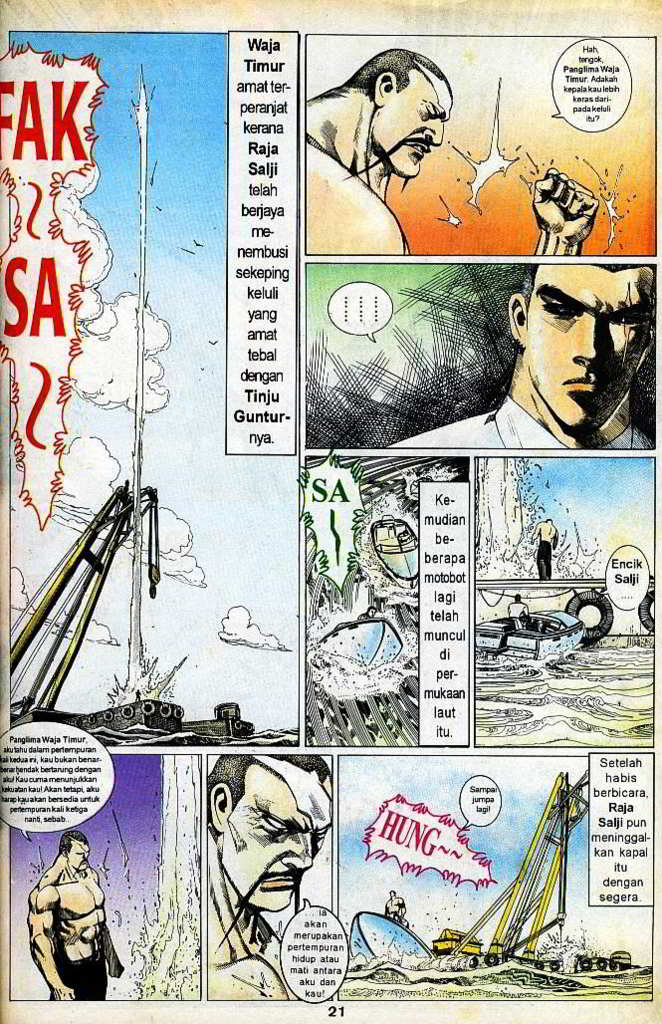 FAK
~
SA
~
Waja
Timur
amat ter-
peranjat
kerana
Raja
Salji
telah
berjaya
me-
nembusi
sekeping
keluli
yang
amat
tebal
dengan
Tinju
Guntur-
nya.
Hah,
tengok,
Panglima Waja
Timur. Adakah
kepala kau lebih
keras dari-
pada keluli
itu?
SA
~
Ke-
mudian
be-
berapa
motobot
lagi
telah
muncul
di per-
mukaan
laut
itu.
Encik
Salji
....
Panglima Waja Timur,
aku tahu dalam pertempuran
kali kedua ini, kau bukan benar-
benar hendak bertarung dengan
aku! Kau cuma menunjukkan
kekuatan kau! Akan tetapi, aku
harap kau akan bersedia untuk
pertempuran kali ketiga
nanti, sebab..
...Ia
akan
merupakan
pertempuran
hidup atau
mati antara
aku dan
kau!
Sampai
jumpa
lagi!
HUNG~~
Setelah
habis
berbicara,
Raja
Salji pun
meninggal-
kan kapal
itu
dengan
segera.
21